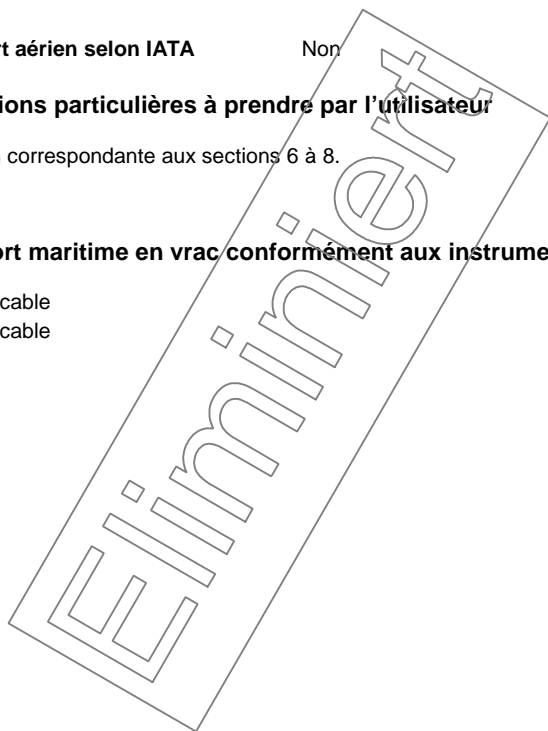 rt aérien selon IATA Non
ions particulières à prendre par l'utilisateur
n correspondante aux sections 6 à 8.
ort maritime en vrac conformément aux instrume
cable
cable
Eliminiert